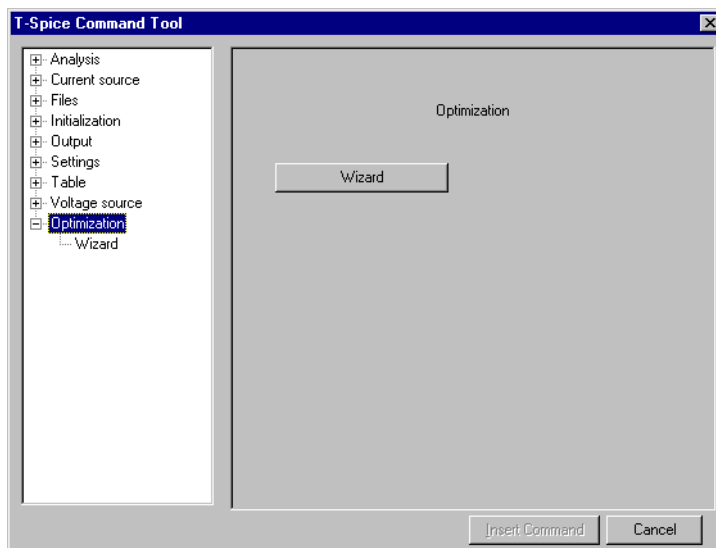 T-Spice Command Tool
Analysis
Current source
Files
Initialization
Output
Settings
Table
Voltage source
Optimization
Wizard
Optimization
Wizard
Insert Command
Cancel